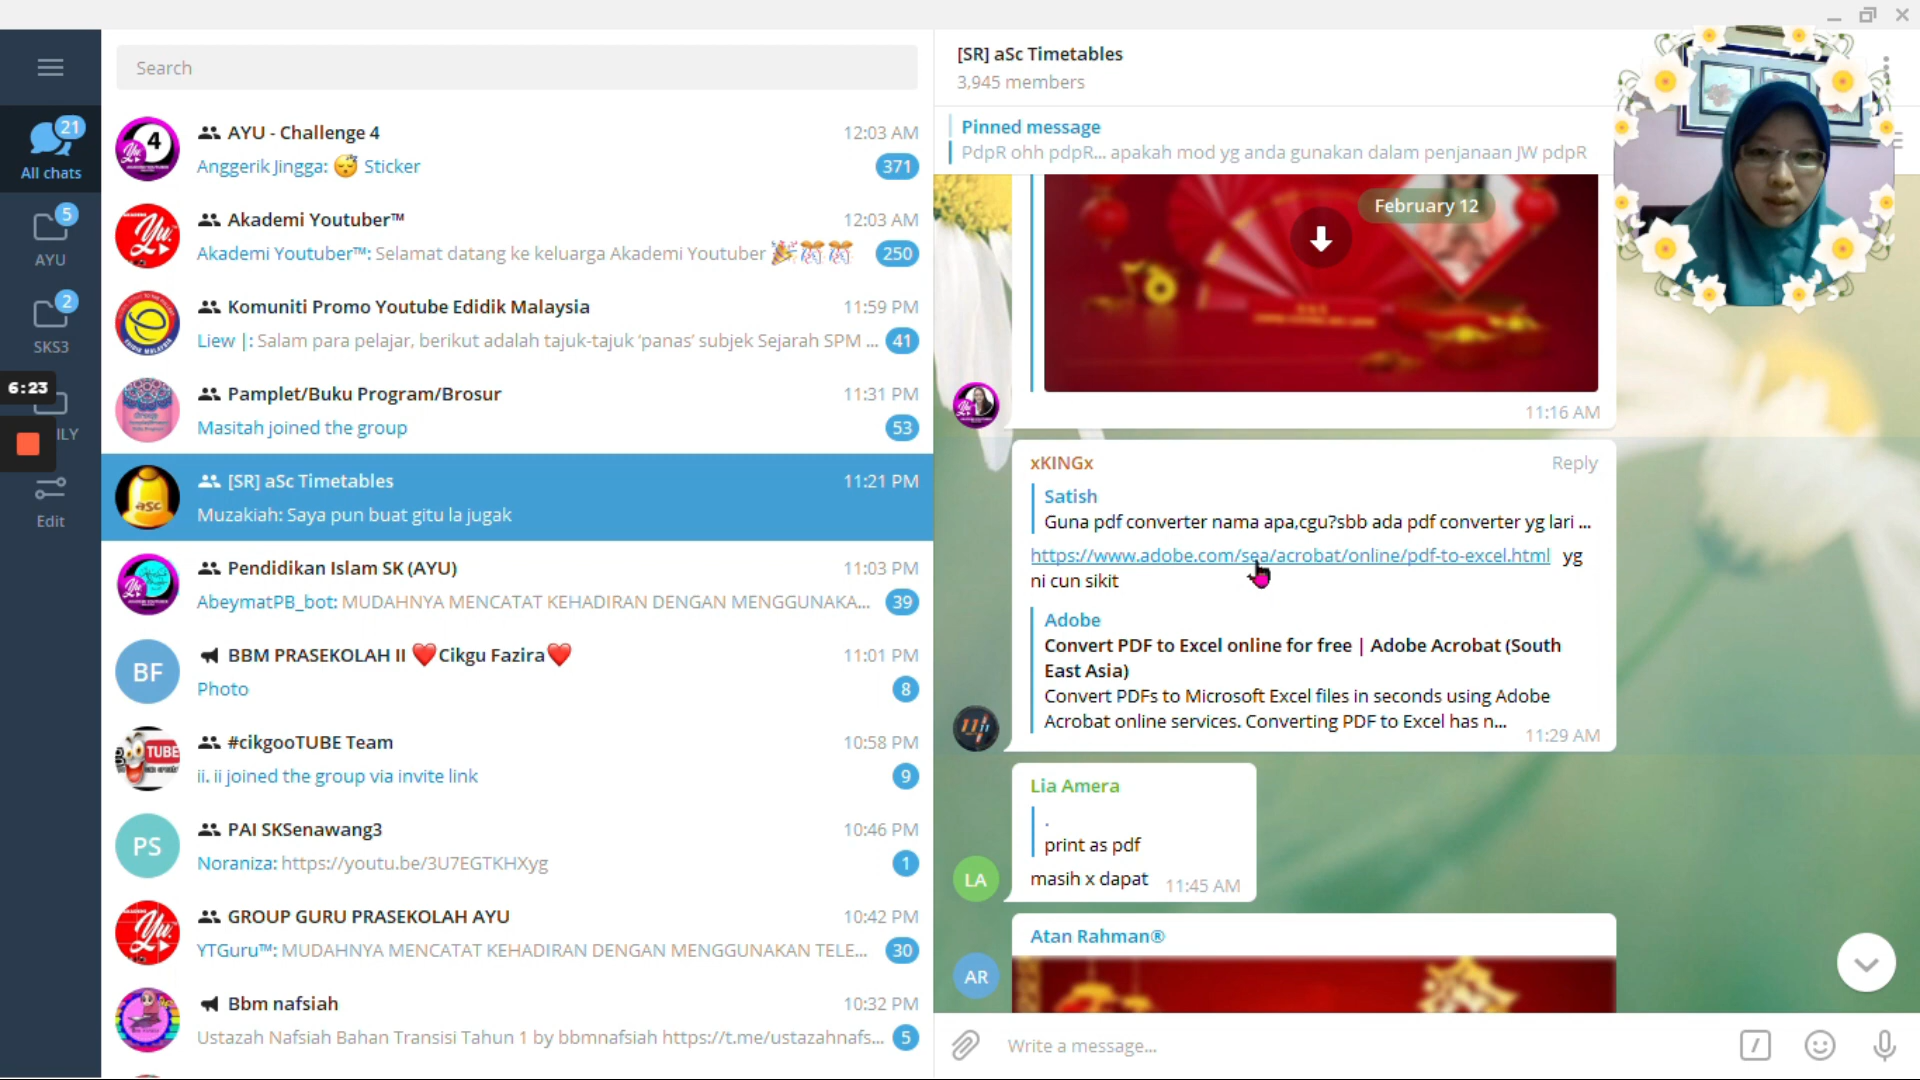 Search
21
All chats
5
AYU
2
SKS3
6:23
ILY
Edit
4
AYU - Challenge 4
12:03 AM
Anggerik Jingga: 😴 Sticker
371
Akademi Youtuber™
12:03 AM
Akademi Youtuber™: Selamat datang ke keluarga Akademi Youtuber 🎉🎊🎊
250
Komuniti Promo Youtube Edidik Malaysia
11:59 PM
Liew |: Salam para pelajar, berikut adalah tajuk-tajuk ‘panas’ subjek Sejarah SPM ...
41
Pamplet/Buku Program/Brosur
11:31 PM
Masitah joined the group
53
asc
[SR] aSc Timetables
11:21 PM
Muzakiah: Saya pun buat gitu la jugak
Pendidikan Islam SK (AYU)
11:03 PM
AbeymatPB_bot: MUDAHNYA MENCATAT KEHADIRAN DENGAN MENGGUNAKA...
39
BF
BBM PRASEKOLAH II ❤️Cikgu Fazira❤️
11:01 PM
Photo
8
TUBE
#cikgooTUBE Team
10:58 PM
ii. ii joined the group via invite link
9
PS
PAI SKSenawang3
10:46 PM
Noraniza: https://youtu.be/3U7EGTKHXyg
1
GROUP GURU PRASEKOLAH AYU
10:42 PM
YTGuru™: MUDAHNYA MENCATAT KEHADIRAN DENGAN MENGGUNAKAN TELE...
30
Bbm nafsiah
10:32 PM
Ustazah Nafsiah Bahan Transisi Tahun 1 by bbmnafsiah https://t.me/ustazahnafs...
5
[SR] aSc Timetables
3,945 members
Pinned message
PdpR ohh pdpR... apakah mod yg anda gunakan dalam penjanaan JW pdpR
February 12
11:16 AM
xKINGx
Reply
Satish
Guna pdf converter nama apa,cgu?sbb ada pdf converter yg lari ...
https://www.adobe.com/sea/acrobat/online/pdf-to-excel.html yg
ni cun sikit
Adobe
Convert PDF to Excel online for free | Adobe Acrobat (South
East Asia)
Convert PDFs to Microsoft Excel files in seconds using Adobe
Acrobat online services. Converting PDF to Excel has n...
11:29 AM
Lia Amera
.
print as pdf
masih x dapat
11:45 AM
LA
Atan Rahman®
AR
Write a message...